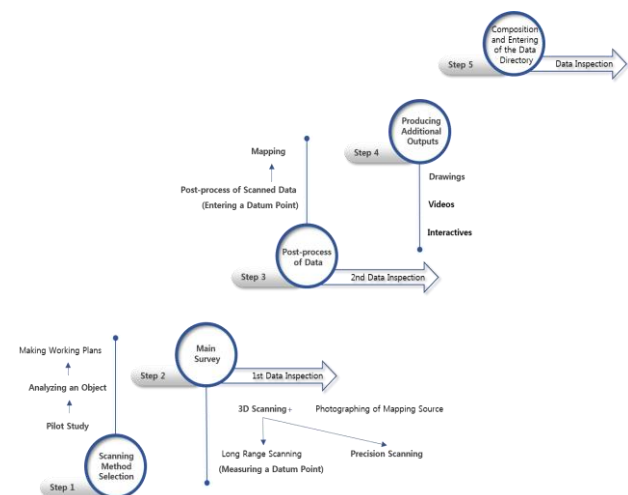 Composition
and Entering
of the Data
Directory
Step 5
Data Inspection
Producing
Additional
Outputs
Step 4
Drawings
Videos
Interactives
Mapping
Post-process of Scanned Data
(Entering a Datum Point)
Post-process
of Data
Step 3
2nd Data Inspection
Main
Survey
Step 2
1st Data Inspection
3D Scanning+
Photographing of Mapping Source
Long Range Scanning
(Measuring a Datum Point)
Precision Scanning
Making Working Plans
Analyzing an Object
Pilot Study
Scanning
Method
Selection
Step 1